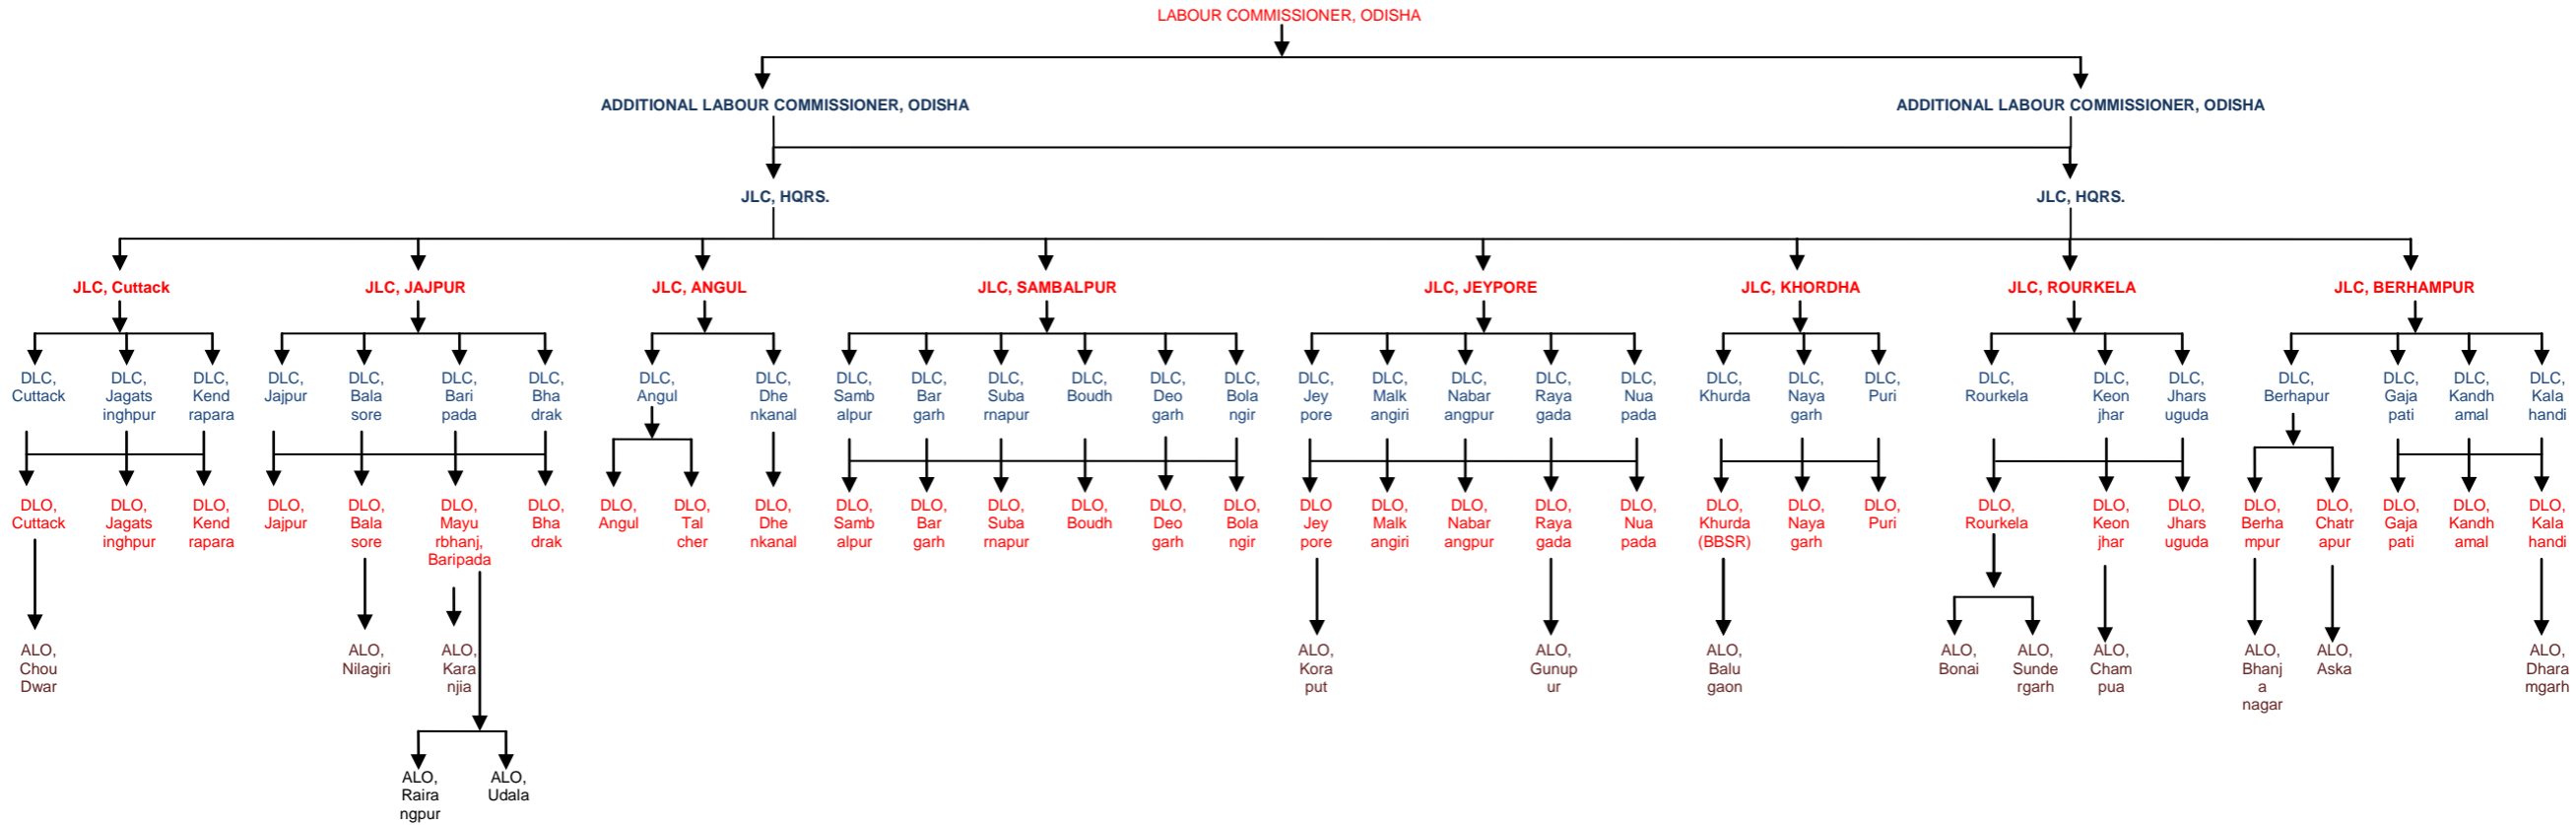 LABOUR COMMISSIONER, ODISHA
ADDITIONAL LABOUR COMMISSIONER, ODISHA
ADDITIONAL LABOUR COMMISSIONER, ODISHA
JLC, HQRS.
JLC, HQRS.
JLC, Cuttack
JLC, JAJPUR
JLC, ANGUL
JLC, SAMBALPUR
JLC, JEYPORE
JLC, KHORDHA
JLC, ROURKELA
JLC, BERHAMPUR
DLC,
Cuttack
DLC,
Jagats
inghpur
DLC,
Kend
rapara
DLC,
Jajpur
DLC,
Bala
sore
DLC,
Bari
pada
DLC,
Bha
drak
DLC,
Angul
DLC,
Dhe
nkanal
DLC,
Samb
alpur
DLC,
Bar
garh
DLC,
Suba
rnapur
DLC,
Boudh
DLC,
Deo
garh
DLC,
Bola
ngir
DLC,
Jey
pore
DLC,
Malk
angiri
DLC,
Nabar
angpur
DLC,
Raya
gada
DLC,
Nua
pada
DLC,
Khurda
DLC,
Naya
garh
DLC,
Puri
DLC,
Rourkela
DLC,
Keon
jhar
DLC,
Jhars
uguda
DLC,
Berhapur
DLC,
Gaja
pati
DLC,
Kandh
amal
DLC,
Kala
handi
DLO,
Cuttack
DLO,
Jagats
inghpur
DLO,
Kend
rapara
DLO,
Jajpur
DLO,
Bala
sore
DLO,
Mayu
rbhanj,
Baripada
DLO,
Bha
drak
DLO,
Angul
DLO,
Tal
cher
DLO,
Dhe
nkanal
DLO,
Samb
alpur
DLO,
Bar
garh
DLO,
Suba
rnapur
DLO,
Boudh
DLO,
Deo
garh
DLO,
Bola
ngir
DLO
Jey
pore
DLO,
Malk
angiri
DLO,
Nabar
angpur
DLO,
Raya
gada
DLO,
Nua
pada
DLO,
Khurda
(BBSR)
DLO,
Naya
garh
DLO,
Puri
DLO,
Rourkela
DLO,
Keon
jhar
DLO,
Jhars
uguda
DLO,
Berha
mpur
DLO,
Chatr
apur
DLO,
Gaja
pati
DLO,
Kandh
amal
DLO,
Kala
handi
ALO,
Chou
Dwar
ALO,
Nilagiri
ALO,
Kara
njia
ALO,
Kora
put
ALO,
Gunup
ur
ALO,
Balu
gaon
ALO,
Bonai
ALO,
Sunde
rgarh
ALO,
Cham
pua
ALO,
Bhanj
a
nagar
ALO,
Aska
ALO,
Dhara
mgarh
ALO,
Raira
ngpur
ALO,
Udala